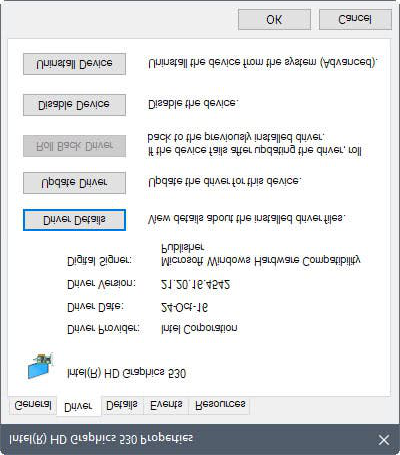 Intel(R) HD Graphics 530 Properties
General Driver Details Events Resources
Intel(R) HD Graphics 530
Driver Provider: Intel Corporation
Driver Date: 24-Oct-16
Driver Version: 21.20.16.4542
Digital Signer: Microsoft Windows Hardware Compatibility
Publisher
Driver Details View details about the installed driver files.
Update Driver Update the driver for this device.
Roll Back Driver If the device fails after updating the driver, roll
back to the previously installed driver.
Disable Device Disable the device.
Uninstall Device Uninstall the device from the system (Advanced).
OK Cancel